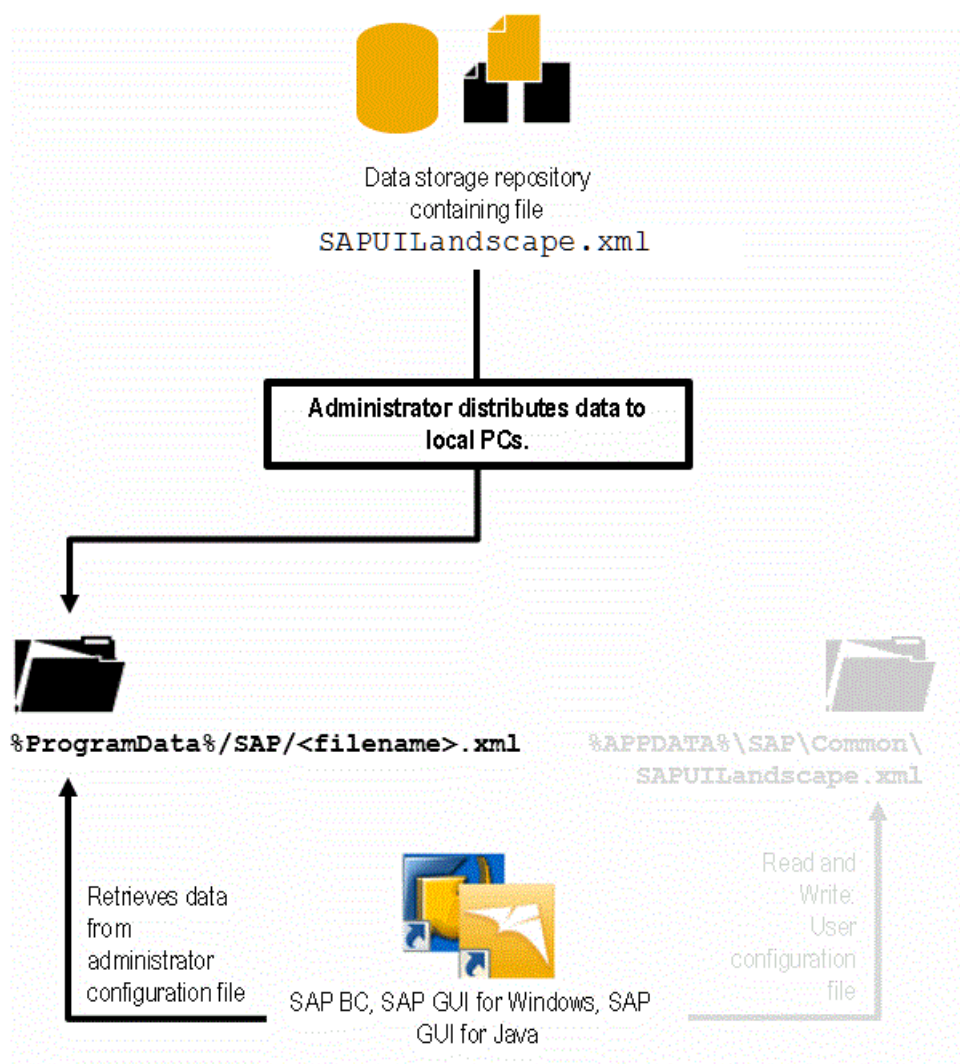 Data storage repository
containing file
SAPUILandscape.xml
Administrator distributes data to
local PCs.
%ProgramData%/SAP/<filename>.xml
%APPDATA%\SAP\Common\
SAPUILandscape.xml
Retrieves data
from
administrator
configuration file
Read and
Write:
User
configuration
file
SAP BC, SAP GUI for Windows, SAP
GUI for Java